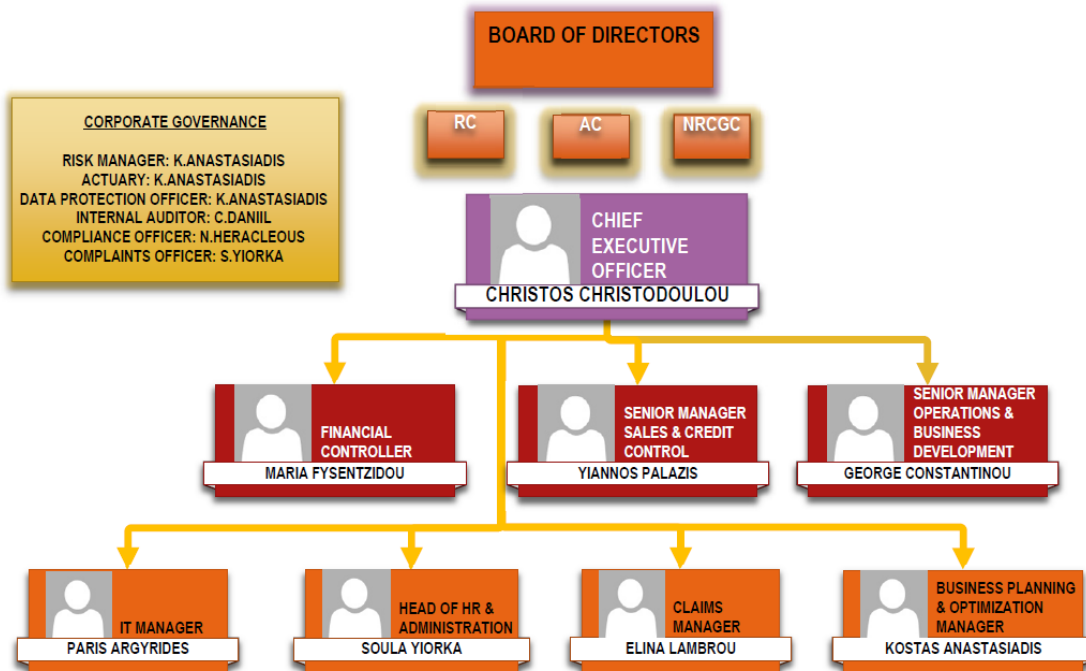 BOARD OF DIRECTORS
RC
AC
NRCGC
CORPORATE GOVERNANCE
RISK MANAGER: K.ANASTASIADIS
ACTUARY: K.ANASTASIADIS
DATA PROTECTION OFFICER: K.ANASTASIADIS
INTERNAL AUDITOR: C.DANIIL
COMPLIANCE OFFICER: N.HERACLEOUS
COMPLAINTS OFFICER: S.YIORKA
CHIEF
EXECUTIVE
OFFICER
CHRISTOS CHRISTODOULOU
FINANCIAL
CONTROLLER
MARIA FYSENTZIDOU
SENIOR MANAGER
SALES & CREDIT
CONTROL
YIANNOS PALAZIS
SENIOR MANAGER
OPERATIONS &
BUSINESS
DEVELOPMENT
GEORGE CONSTANTINOU
IT MANAGER
PARIS ARGYRIDES
HEAD OF HR &
ADMINISTRATION
SOULA YIORKA
CLAIMS
MANAGER
ELINA LAMBROU
BUSINESS PLANNING
& OPTIMIZATION
MANAGER
KOSTAS ANASTASIADIS